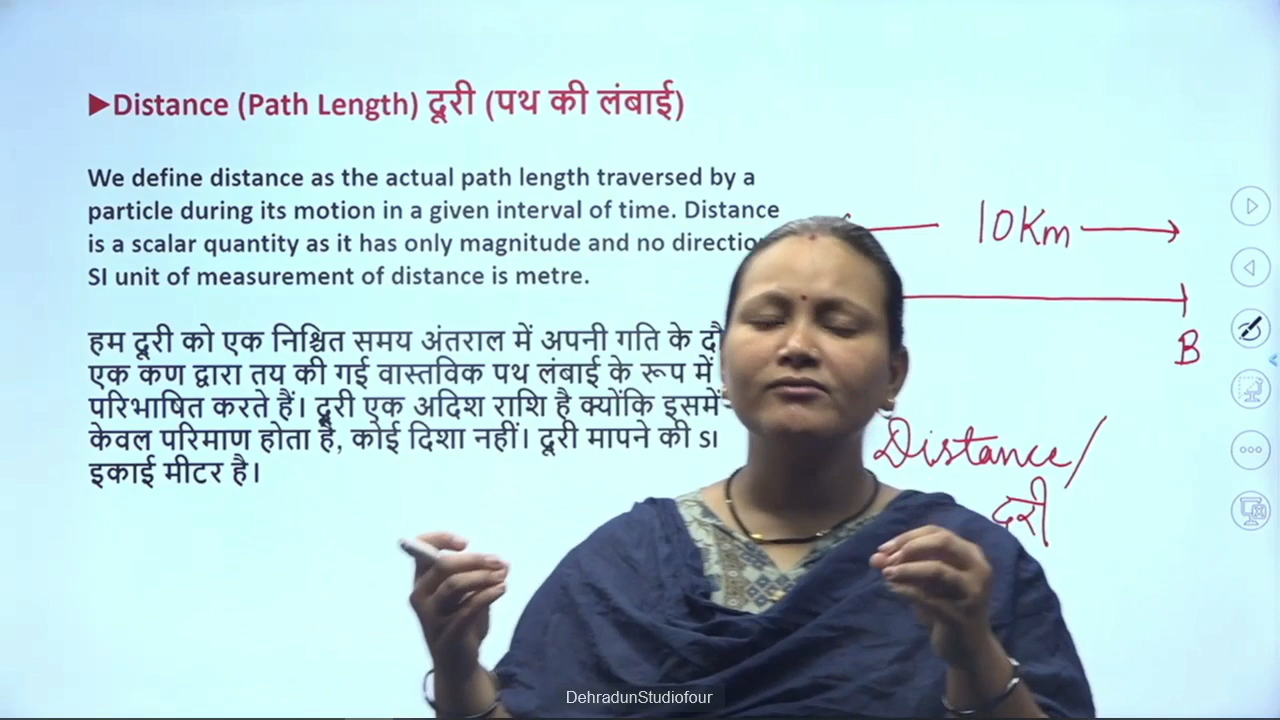 ▶Distance (Path Length) दूरी (पथ की लंबाई)
We define distance as the actual path length traversed by a
particle during its motion in a given interval of time. Distance
is a scalar quantity as it has only magnitude and no
SI unit of measurement of distance is metre.
हम दूरी को एक निश्चित समय अंतराल में अपनी गति के
एक कण द्वारा तय की गई वास्तविक पथ लंबाई के रूप में
परिभाषित करते हैं। दूरी एक अदिश राशि है क्योंकि इसमें
केवल परिमाण होता है, कोई दिशा नहीं। दूरी मापने की SI
इकाई मीटर है।
10Km
B
Distance/
दूरी
DehradunStudiofour